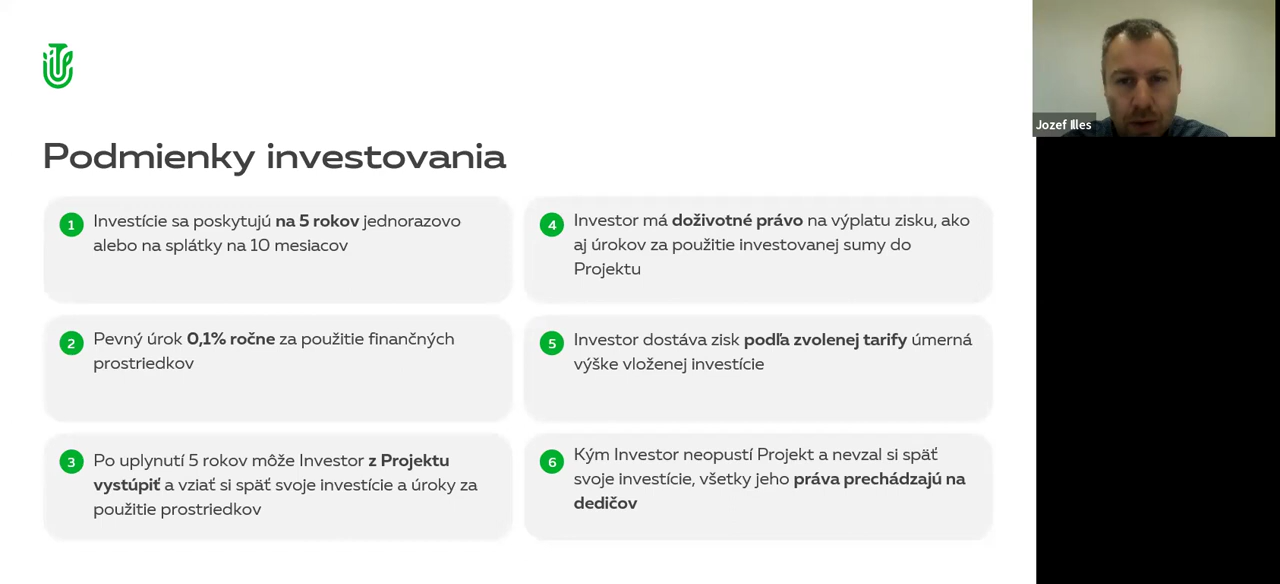 Podmienky investovania
1
Investície sa poskytujú na 5 rokov jednorazovo
alebo na splátky na 10 mesiacov
2
Pevný úrok 0,1% ročne za použitie finančných
prostriedkov
3
Po uplynutí 5 rokov môže Investor z Projektu
vystúpiť a vziať si späť svoje investície a úroky za
použitie prostriedkov
4
Investor má doživotné právo na výplatu zisku, ako
aj úrokov za použitie investovanej sumy do
Projektu
5
Investor dostáva zisk podľa zvolenej tarify úmerná
výške vloženej investície
6
Kým Investor neopustí Projekt a nevzal si späť
svoje investície, všetky jeho práva prechádzajú na
dedičov
Jozef Illes